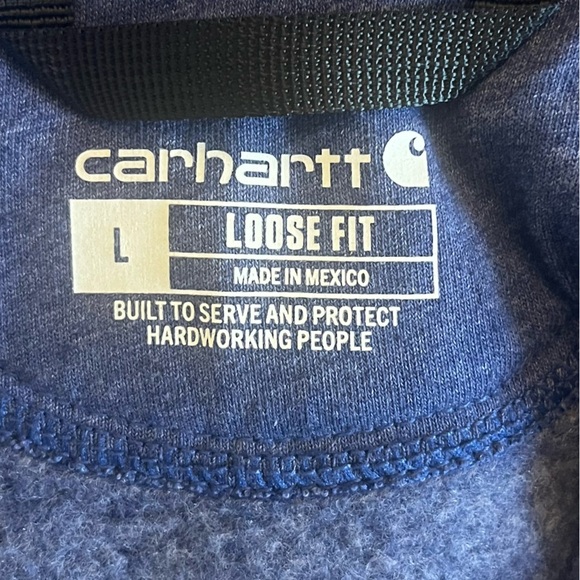 carhartt
L
LOOSE FIT
MADE IN MEXICO
BUILT TO SERVE AND PROTECT
HARDWORKING PEOPLE